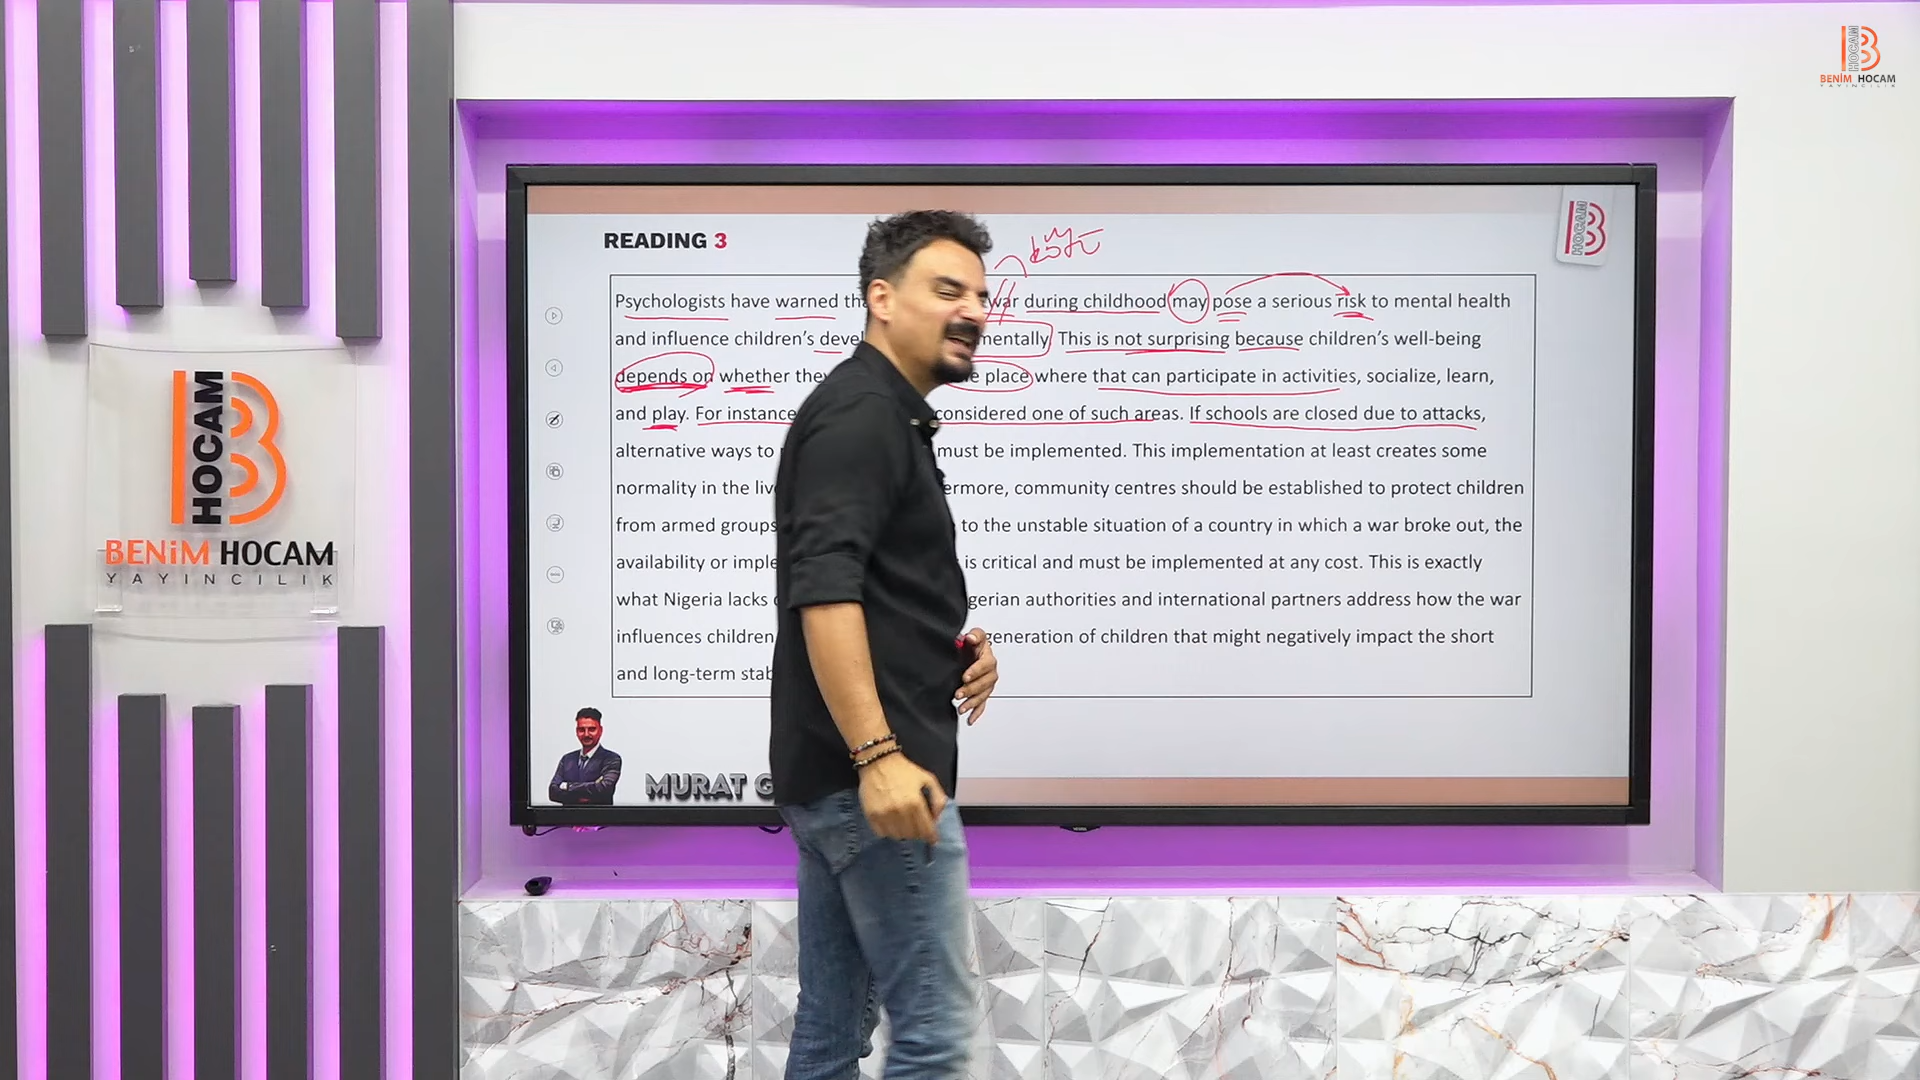 B HOCAM
BENİM HOCAM
YAYINCILIK
B HOCAM
BENİM HOCAM
YAYINCILIK
B HOCAM
READING 3
kötü
Psychologists have warned war during childhood may pose a serious risk to mental health
and influence children's mentally This is not surprising because children's well-being
depends on whether they place where that can participate in activities, socialize, learn,
and play. For instance considered one of such areas. If schools are closed due to attacks,
alternative ways to must be implemented. This implementation at least creates some
normality in the community centres should be established to protect children
from armed groups to the unstable situation of a country in which a war broke out, the
availability or is critical and must be implemented at any cost. This is exactly
what Nigeria lacks authorities and international partners address how the war
influences children generation of children that might negatively impact the short
and long-term
MURAT